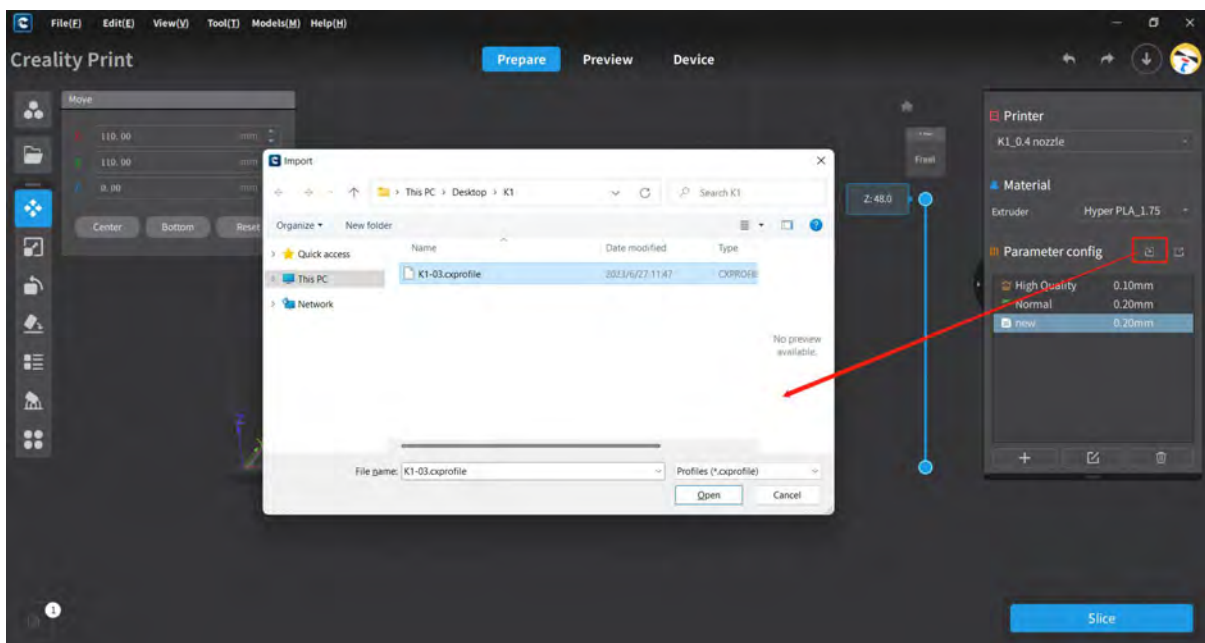 File(F) Edit(E) View(V) Tool(T) Models(M) Help(H)
Creality Print
Prepare Preview Device
Move
110.00 mm
110.00 mm
0.00 mm
Center Bottom Reset
Import
This PC > Desktop > K1
Search K1
Organize New folder
Name Date modified Type
Quick access
This PC
Network
K1-03.cxprofile 2023/6/27 11:47 CXPROFI
No preview
available.
File name: K1-03.cxprofile Profiles (*.cxprofile)
Open Cancel
Front
Z: 48.0
Printer
K1_0.4 nozzle
Material
Extruder Hyper PLA_1.75
Parameter config
High Quality 0.10mm
Normal 0.20mm
new 0.20mm
1
Slice